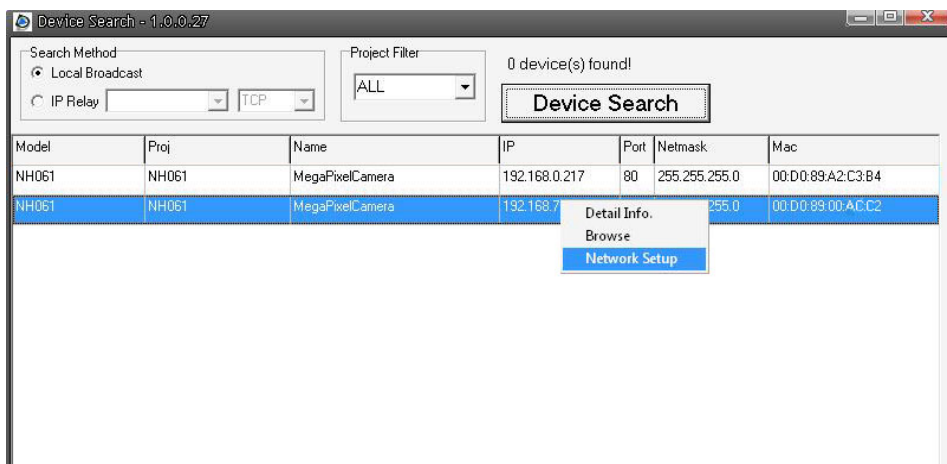 Device Search - 1.0.0.27
Search Method
Local Broadcast
IP Relay
TCP
Project Filter
ALL
0 device(s) found!
Device Search
Model Proj Name IP Port Netmask Mac
NH061 NH061 MegaPixelCamera 192.168.0.217 80 255.255.255.0 00:D0:89:A2:C3:B4
NH061 NH061 MegaPixelCamera 192.168.7 255.0 00:D0:89:00:AC:C2
Detail Info.
Browse
Network Setup